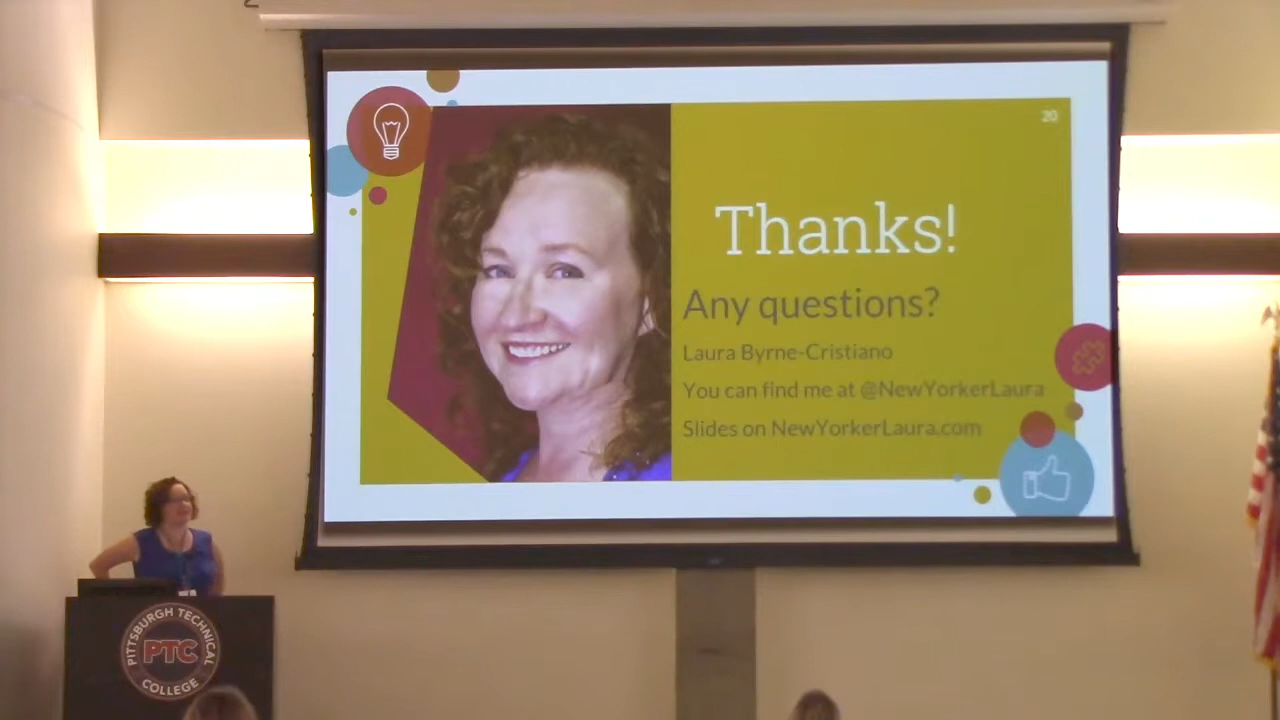 20
Thanks!
Any questions?
Laura Byrne-Cristiano
You can find me at @NewYorkerLaura
Slides on NewYorkerLaura.com
PITTSBURGH TECHNICAL
PTC
COLLEGE